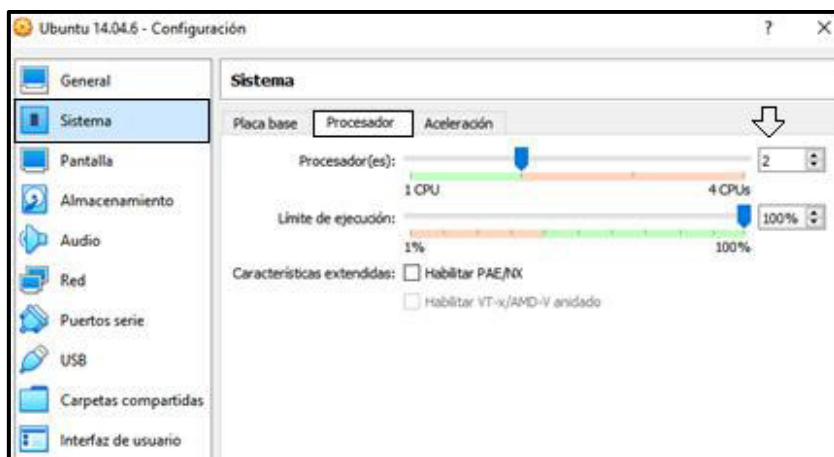 Ubuntu 14.04.6 - Configuración ? X
General
Sistema
Pantalla
Almacenamiento
Audio
Red
Puertos serie
USB
Carpetas compartidas
Interfaz de usuario
Sistema
Placa base Procesador Aceleración
Procesador(es): 2
1 CPU 4 CPUs
Límite de ejecución: 100%
1% 100%
Características extendidas: Habilitar PAE/NX
Habilitar VT-x/AMD-V anidado